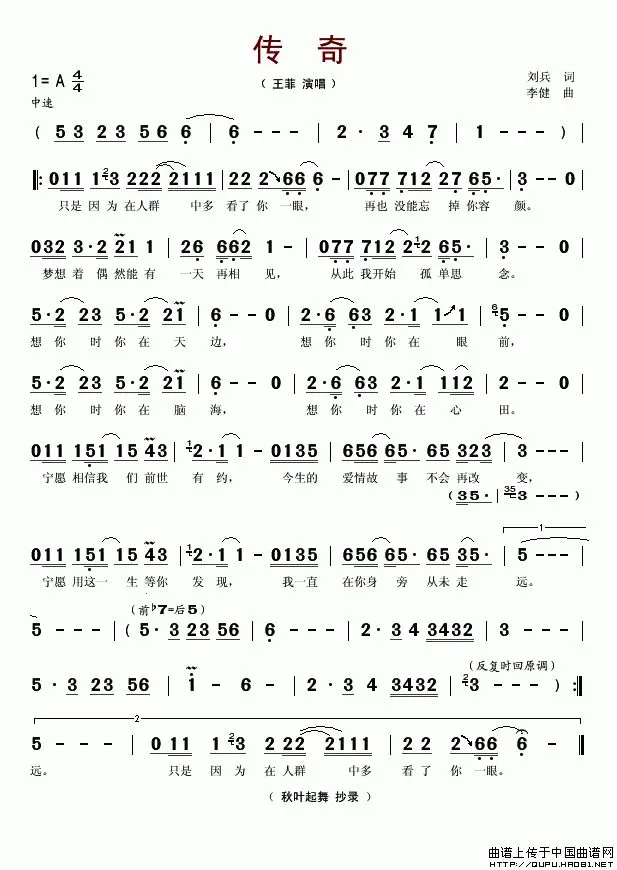 传 奇
1= A 4/4
中速
（ 王菲 演唱 ）
刘兵 词
李健 曲
( 5 3 2 3 5 6 6 | 6 - - - | 2 · 3 4 7 | 1 - - - )
‖: 0 1 1 1 2 3 2 2 2 2 1 1 1 | 2 2 2 6 6 - | 0 7 7 7 1 2 2 7 6 5 · | 3 - - 0
只是 因 为 在人群 中多 看了 你 一眼， 再也 没能忘 掉 你容 颜。
0 3 2 3 · 2 2 1 1 | 2 6 6 6 2 - - | 0 7 7 7 1 2 2 1 2 6 5 · | 3 - - 0
梦想 着 偶 然能 有 一天 再相 见， 从此 我开始 孤 单思 念。
5 · 2 2 3 5 · 2 2 1 | 6 - - 0 | 2 · 6 6 3 2 · 1 1 1 | 6 5 - - 0
想 你 时 你 在 天 边， 想 你 时 你 在 眼 前，
5 · 2 2 3 5 · 2 2 1 | 6 - - 0 | 2 · 6 6 3 2 · 1 1 1 2 | 2 - - 0
想 你 时 你 在 脑 海， 想 你 时 你 在 心 田。
0 1 1 1 5 1 1 5 4 3 | 1 2 · 1 1 - 0 1 3 5 | 6 5 6 6 5 · 6 5 3 2 3 | 3 - - -
宁愿 相信我 们 前世 有 约， 今生的 爱情故 事 不会 再改 变，
( 3 5 · | 35 3 - - )
0 1 1 1 5 1 1 5 4 3 | 1 2 · 1 1 - 0 1 3 5 | 6 5 6 6 5 · 6 5 3 5 · | 1 5 - - -
宁愿 用这一 生 等你 发 现， 我一直 在你身 旁 从未 走 远。
(前♭7=后5)
5 - - - | ( 5 · 3 2 3 5 6 | 6 - - - | 2 · 3 4 3 4 3 2 | 3 - - -
(反复时回原调)
5 · 3 2 3 5 6 | 1 - 6 - | 2 · 3 4 3 4 3 2 | 2 3 - - ) :‖
2
5 - - - | 0 1 1 1 2 3 2 2 2 2 1 1 1 | 2 2 2 6 6 6 - ‖
远。 只是 因 为 在 人群 中多 看 了 你 一眼。
（ 秋叶起舞 抄录 ）
曲谱上传于中国曲谱网
HTTP://QUPU.HAO81.NET